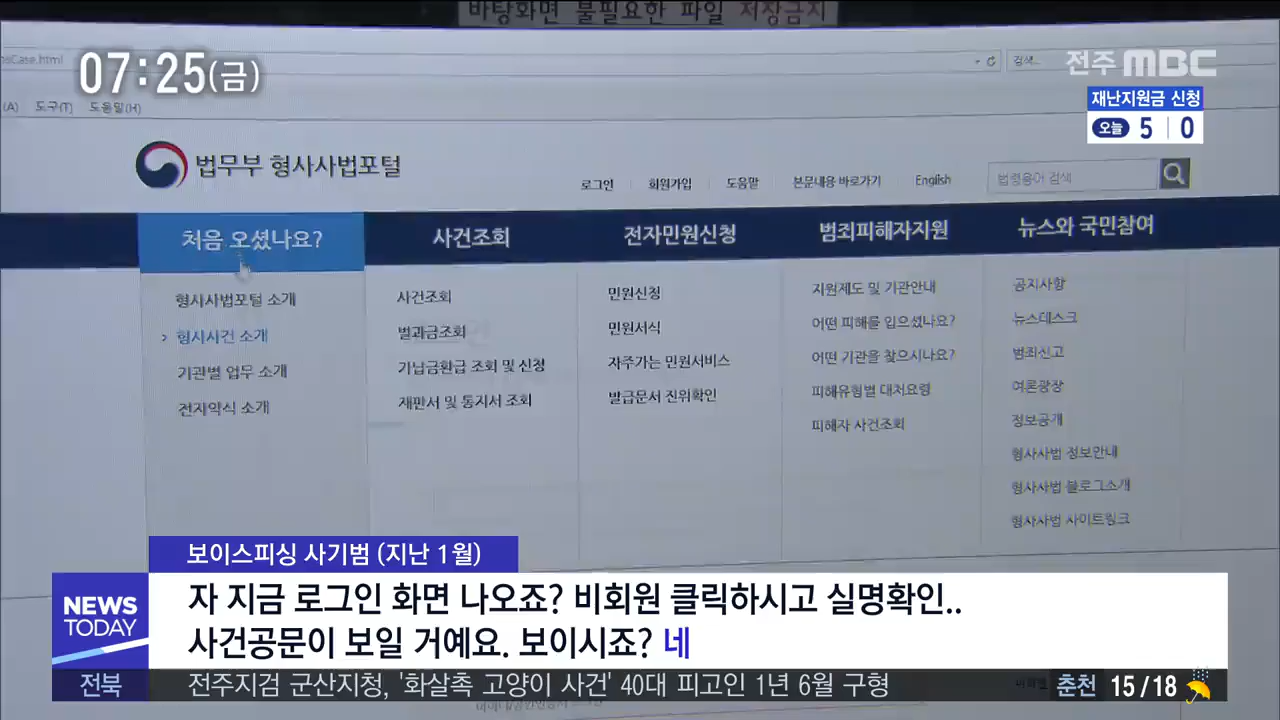 바탕화면 불필요한 파일 저장금지
nsCase.html
07:25(금)
검색..
전주 MBC
(A) 도구(T) 도움말(H)
재난지원금 신청
오늘 5 0
법무부 형사사법포털
로그인 회원가입 도움말 본문내용 바로가기 English
법령용어 검색
처음 오셨나요? 사건조회 전자민원신청 범죄피해자지원 뉴스와 국민참여
형사사법포털 소개
형사사건 소개
기관별 업무 소개
전자약식 소개
사건조회
벌과금조회
가납금환급 조회 및 신청
재판서 및 통지서 조회
민원신청
민원서식
자주가는 민원서비스
발급문서 진위확인
지원제도 및 기관안내
어떤 피해를 입으셨나요?
어떤 기관을 찾으시나요?
피해유형별 대처요령
피해자 사건조회
공지사항
뉴스데스크
범죄신고
여론광장
정보공개
형사사법 정보안내
형사사법 블로그소개
형사사법 사이트링크
보이스피싱 사기범 (지난 1월)
NEWS
TODAY
자 지금 로그인 화면 나오죠? 비회원 클릭하시고 실명확인..
사건공문이 보일 거예요. 보이시죠? 네
전북
전주지검 군산지청, '화살촉 고양이 사건' 40대 피고인 1년 6월 구형
춘천 15/18